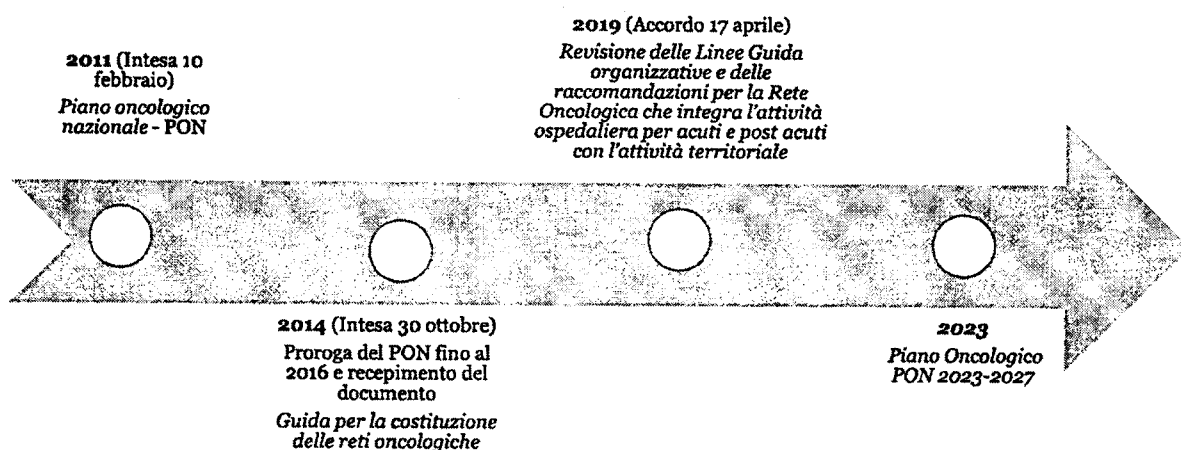 2011 (Intesa 10
febbraio)
Piano oncologico
nazionale - PON
2014 (Intesa 30 ottobre)
Proroga del PON fino al
2016 e recepimento del
documento
Guida per la costituzione
delle reti oncologiche
2019 (Accordo 17 aprile)
Revisione delle Linee Guida
organizzative e delle
raccomandazioni per la Rete
Oncologica che integra l'attività
ospedaliera per acuti e post acuti
con l'attività territoriale
2023
Piano Oncologico
PON 2023-2027